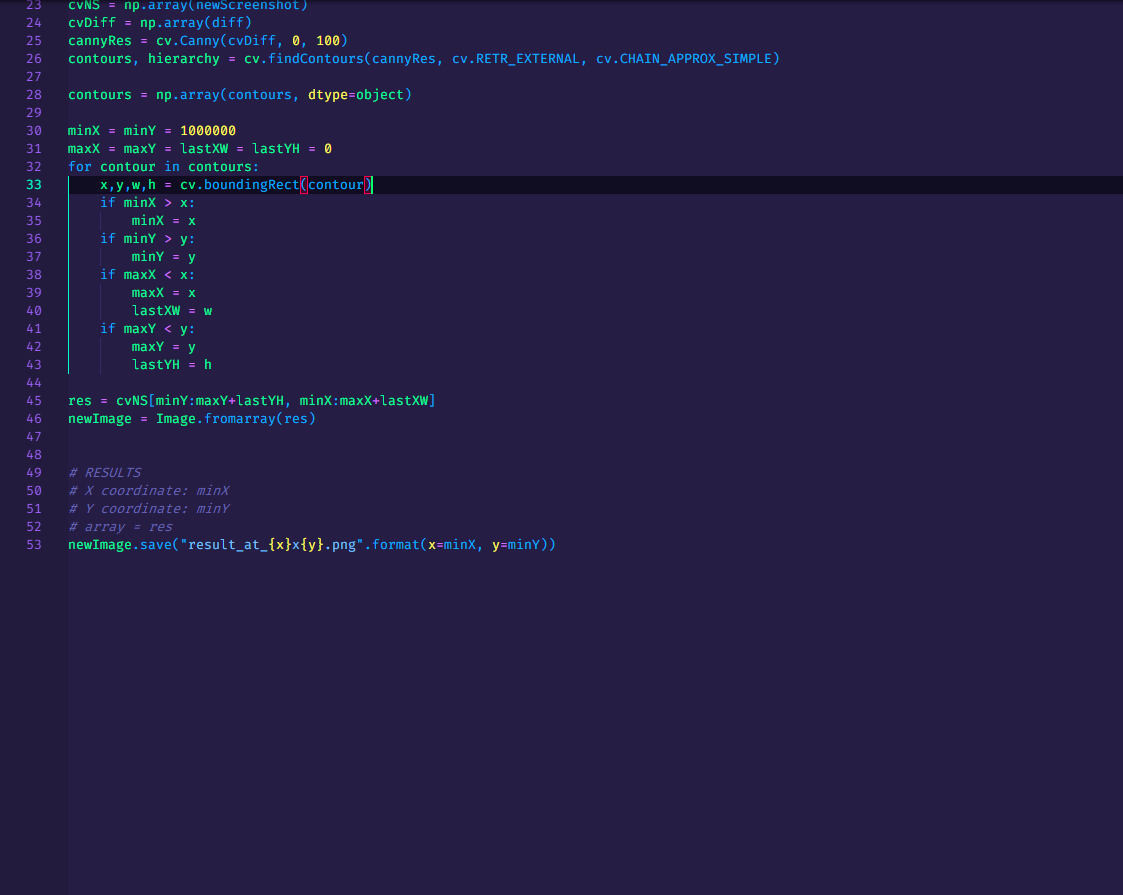 23 cvNS = np.array(newScreenshot)
24 cvDiff = np.array(diff)
25 cannyRes = cv.Canny(cvDiff, 0, 100)
26 contours, hierarchy = cv.findContours(cannyRes, cv.RETR_EXTERNAL, cv.CHAIN_APPROX_SIMPLE)
27
28 contours = np.array(contours, dtype=object)
29
30 minX = minY = 1000000
31 maxX = maxY = lastXW = lastYH = 0
32 for contour in contours:
33     x,y,w,h = cv.boundingRect(contour)
34     if minX > x:
35         minX = x
36     if minY > y:
37         minY = y
38     if maxX < x:
39         maxX = x
40         lastXW = w
41     if maxY < y:
42         maxY = y
43         lastYH = h
44
45 res = cvNS[minY:maxY+lastYH, minX:maxX+lastXW]
46 newImage = Image.fromarray(res)
47
48
49 # RESULTS
50 # X coordinate: minX
51 # Y coordinate: minY
52 # array = res
53 newImage.save("result_at_{x}x{y}.png".format(x=minX, y=minY))